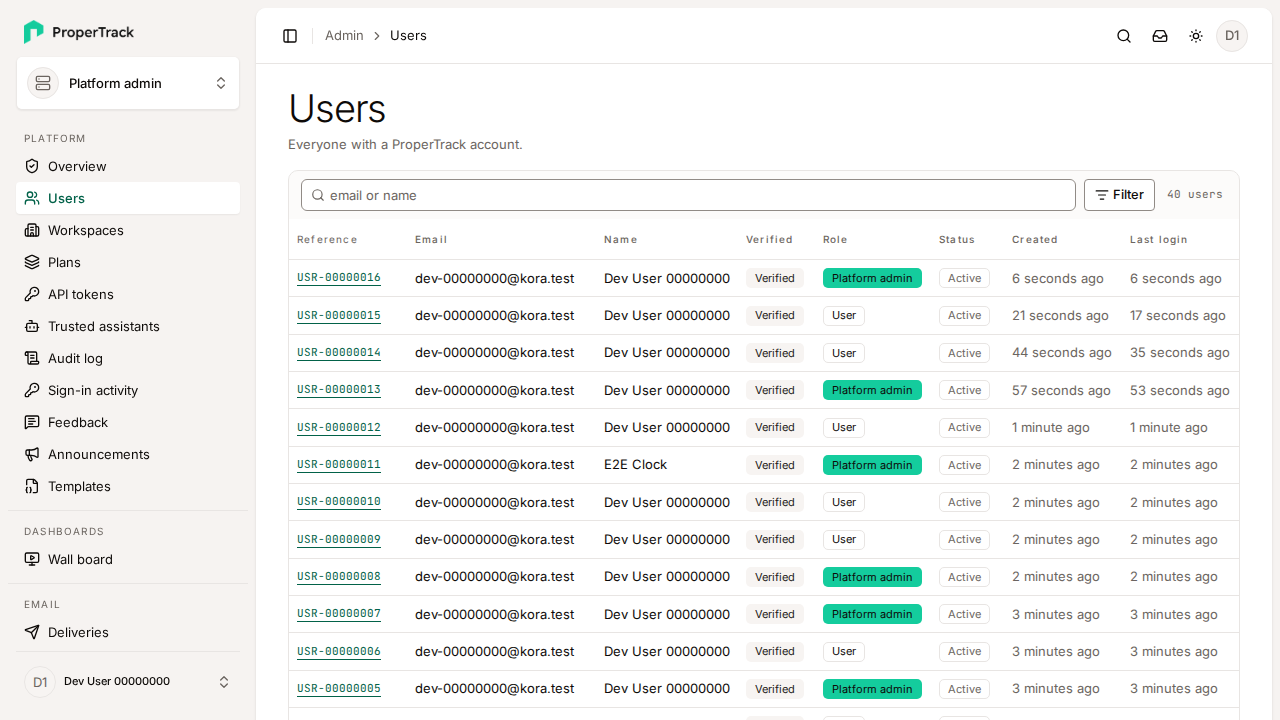 ProperTrack
Platform admin
PLATFORM
Overview
Users
Workspaces
Plans
API tokens
Trusted assistants
Audit log
Sign-in activity
Feedback
Announcements
Templates
DASHBOARDS
Wall board
EMAIL
Deliveries
D1 Dev User 00000000
Admin > Users
D1
Users
Everyone with a ProperTrack account.
email or name Filter 40 users
Reference Email Name Verified Role Status Created Last login
USR-00000016 dev-00000000@kora.test Dev User 00000000 Verified Platform admin Active 6 seconds ago 6 seconds ago
USR-00000015 dev-00000000@kora.test Dev User 00000000 Verified User Active 21 seconds ago 17 seconds ago
USR-00000014 dev-00000000@kora.test Dev User 00000000 Verified User Active 44 seconds ago 35 seconds ago
USR-00000013 dev-00000000@kora.test Dev User 00000000 Verified Platform admin Active 57 seconds ago 53 seconds ago
USR-00000012 dev-00000000@kora.test Dev User 00000000 Verified User Active 1 minute ago 1 minute ago
USR-00000011 dev-00000000@kora.test E2E Clock Verified Platform admin Active 2 minutes ago 2 minutes ago
USR-00000010 dev-00000000@kora.test Dev User 00000000 Verified User Active 2 minutes ago 2 minutes ago
USR-00000009 dev-00000000@kora.test Dev User 00000000 Verified User Active 2 minutes ago 2 minutes ago
USR-00000008 dev-00000000@kora.test Dev User 00000000 Verified Platform admin Active 2 minutes ago 2 minutes ago
USR-00000007 dev-00000000@kora.test Dev User 00000000 Verified Platform admin Active 3 minutes ago 3 minutes ago
USR-00000006 dev-00000000@kora.test Dev User 00000000 Verified User Active 3 minutes ago 3 minutes ago
USR-00000005 dev-00000000@kora.test Dev User 00000000 Verified Platform admin Active 3 minutes ago 3 minutes ago